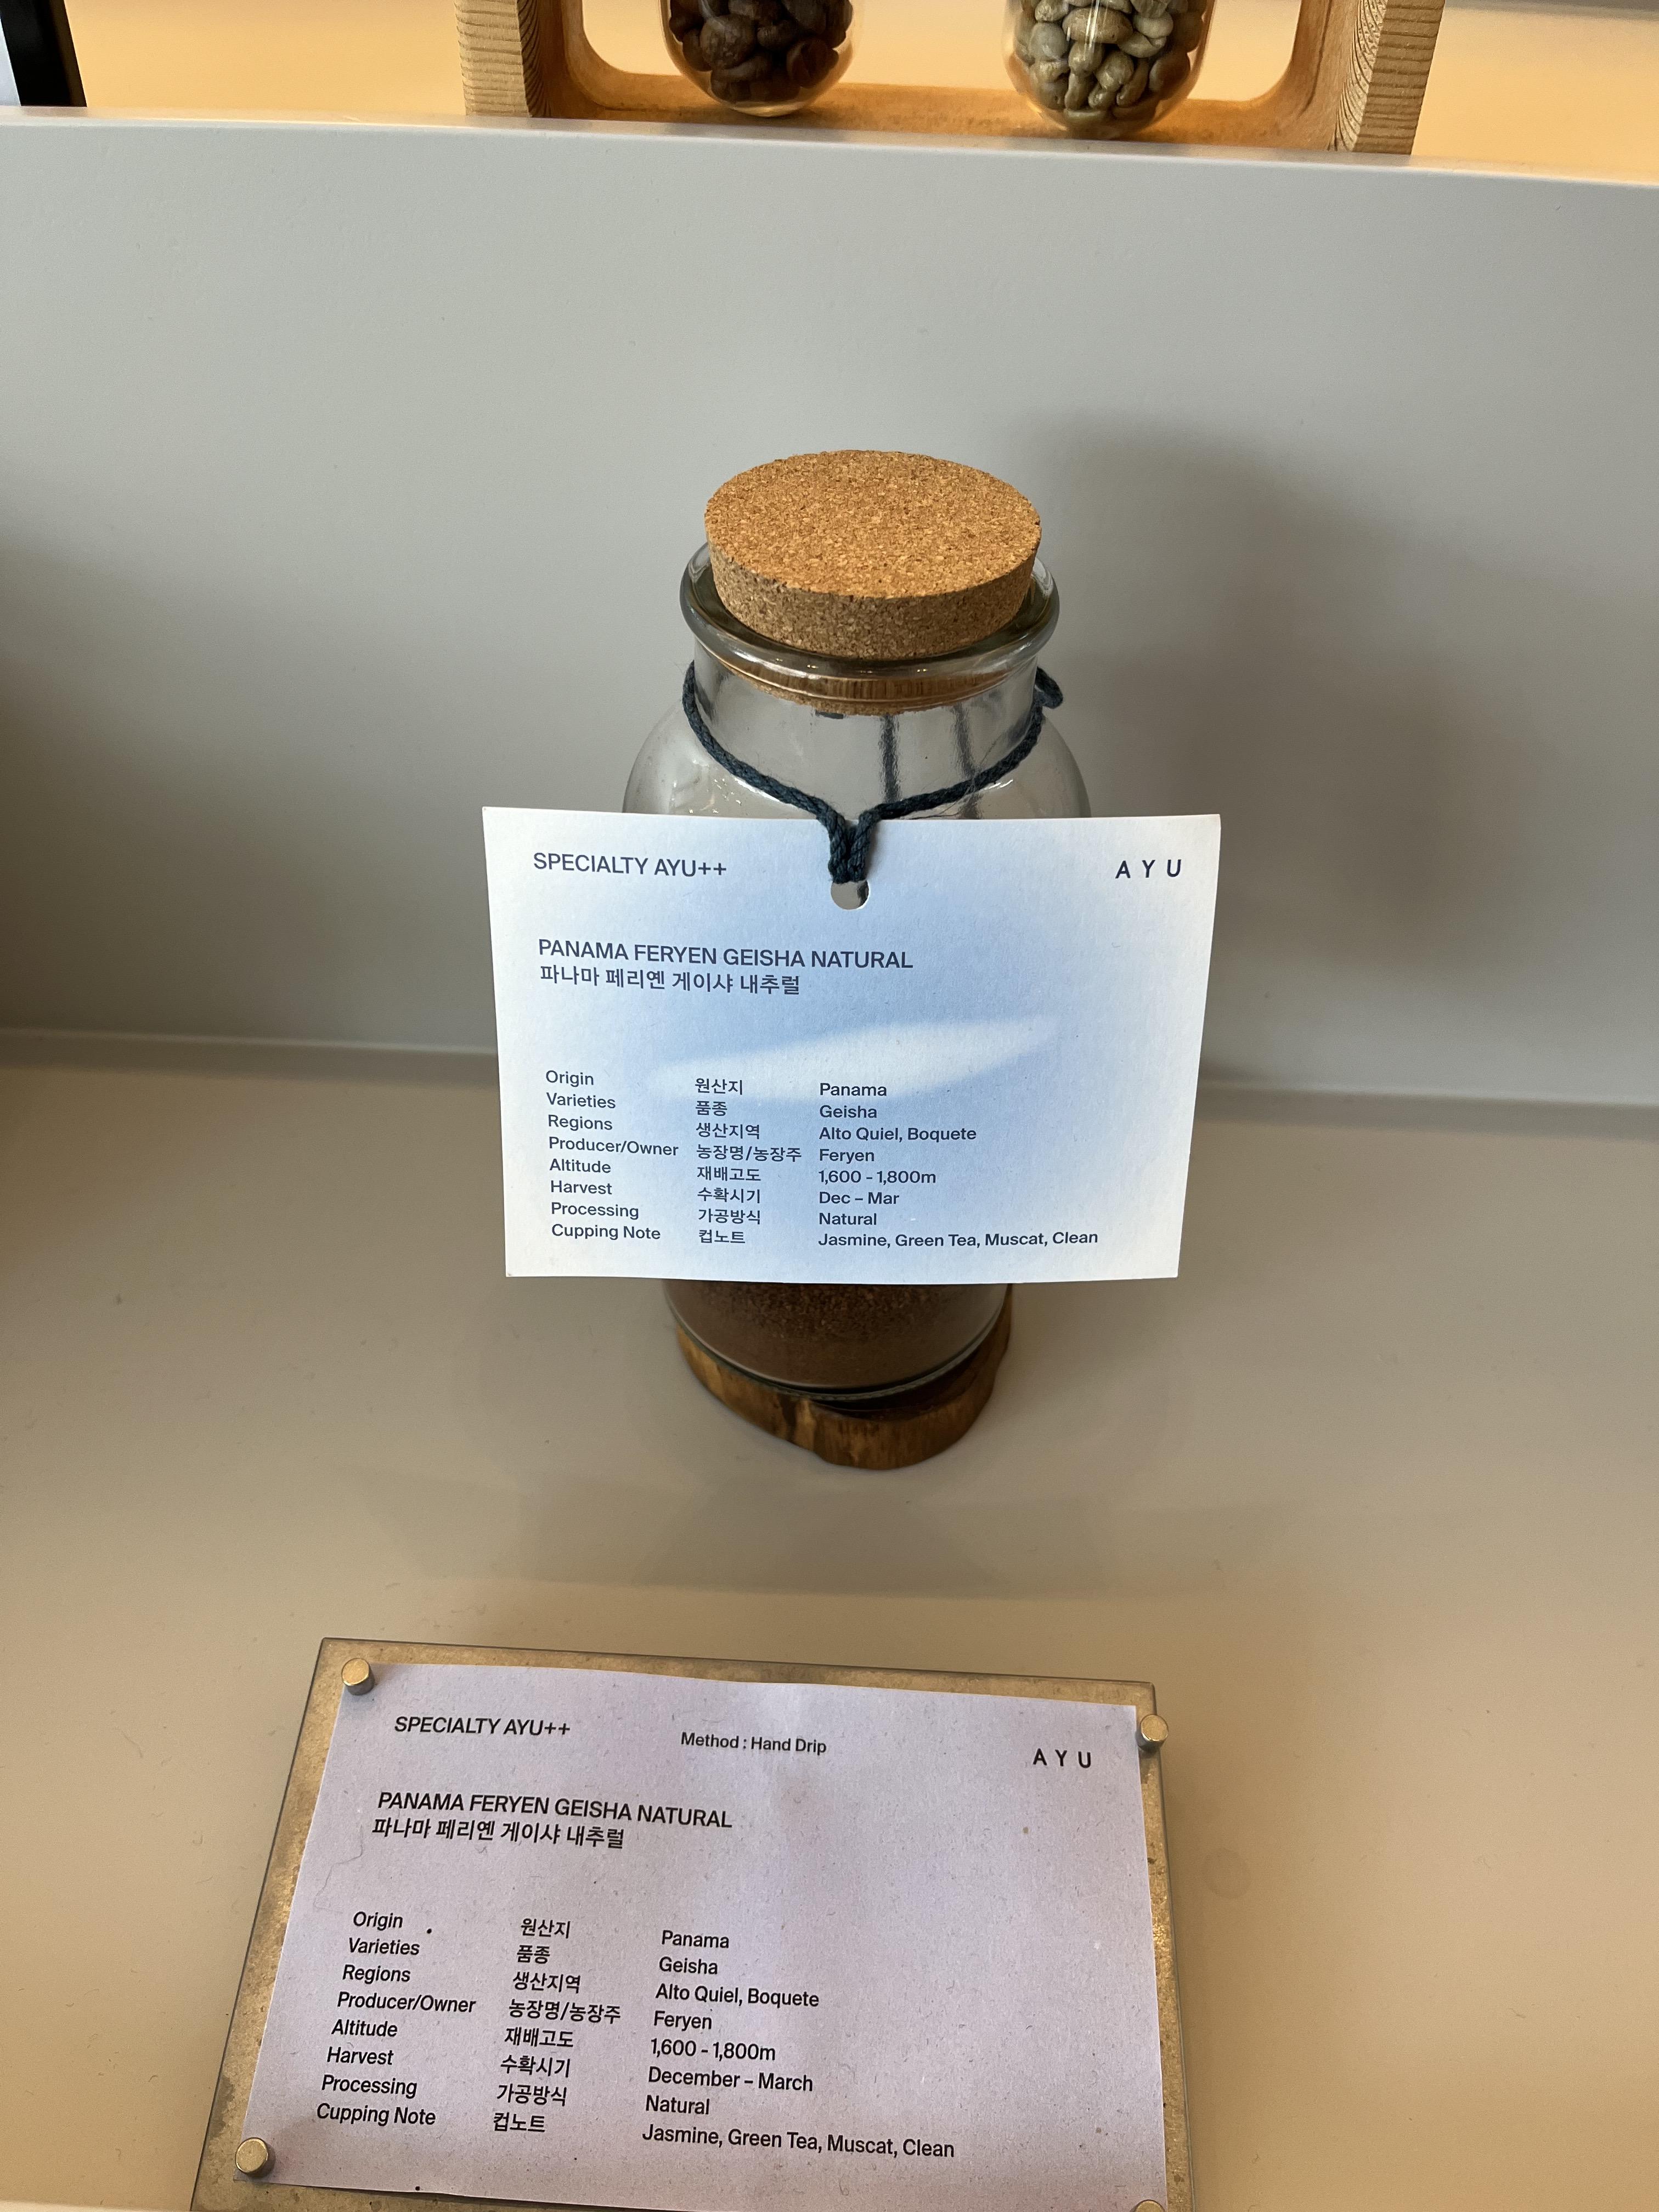 SPECIALTY AYU++ AYU
PANAMA FERYEN GEISHA NATURAL
파나마 페리옌 게이샤 내추럴
Origin 원산지 Panama
Varieties 품종 Geisha
Regions 생산지역 Alto Quiel, Boquete
Producer/Owner 농장명/농장주 Feryen
Altitude 재배고도 1,600 - 1,800m
Harvest 수확시기 Dec – Mar
Processing 가공방식 Natural
Cupping Note 컵노트 Jasmine, Green Tea, Muscat, Clean
SPECIALTY AYU++ Method : Hand Drip AYU
PANAMA FERYEN GEISHA NATURAL
파나마 페리옌 게이샤 내추럴
Origin 원산지 Panama
Varieties 품종 Geisha
Regions 생산지역 Alto Quiel, Boquete
Producer/Owner 농장명/농장주 Feryen
Altitude 재배고도 1,600 - 1,800m
Harvest 수확시기 December – March
Processing 가공방식 Natural
Cupping Note 컵노트 Jasmine, Green Tea, Muscat, Clean